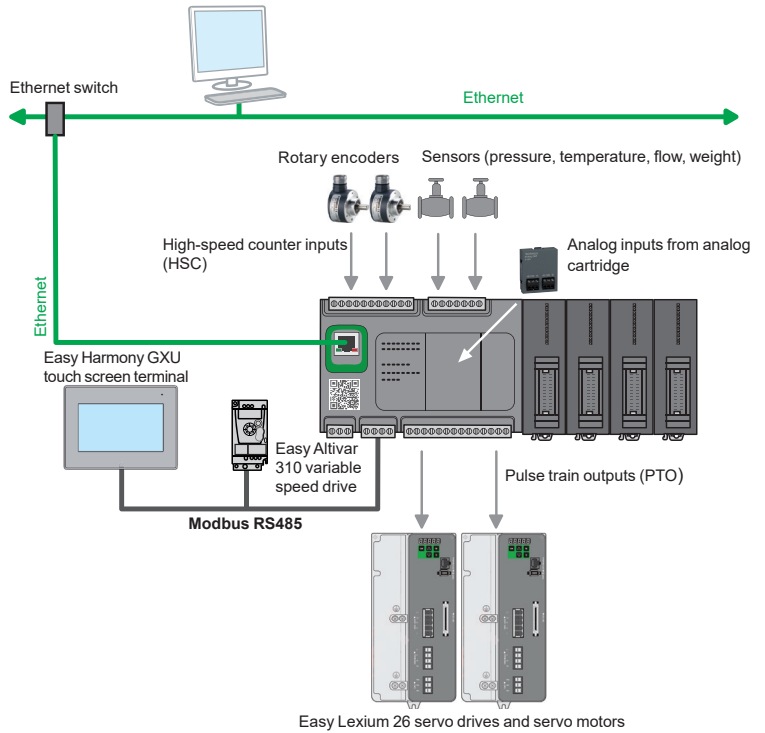 Ethernet switch
Ethernet
Rotary encoders
Sensors (pressure, temperature, flow, weight)
High-speed counter inputs
(HSC)
Analog inputs from analog
cartridge
Ethernet
Easy Harmony GXU
touch screen terminal
Easy Altivar
310 variable
speed drive
Pulse train outputs (PTO)
Modbus RS485
Easy Lexium 26 servo drives and servo motors